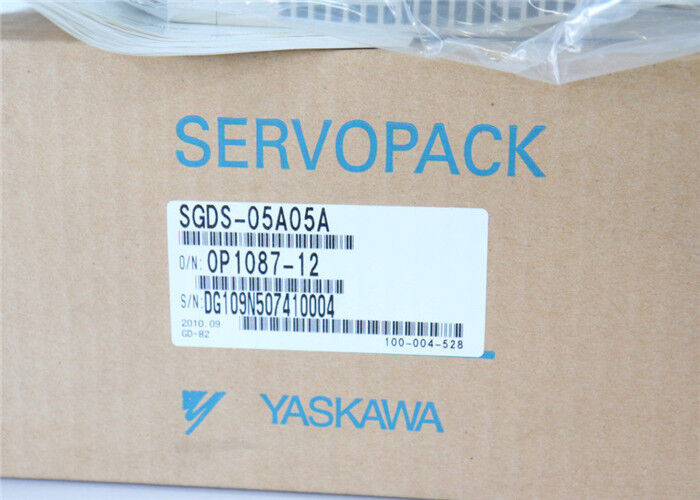 SERVOPACK
SGDS-05A05A
O/N: OP1087-12
S/N: DG109N507410004
2010.09
GD-82
100-004-528
YASKAWA